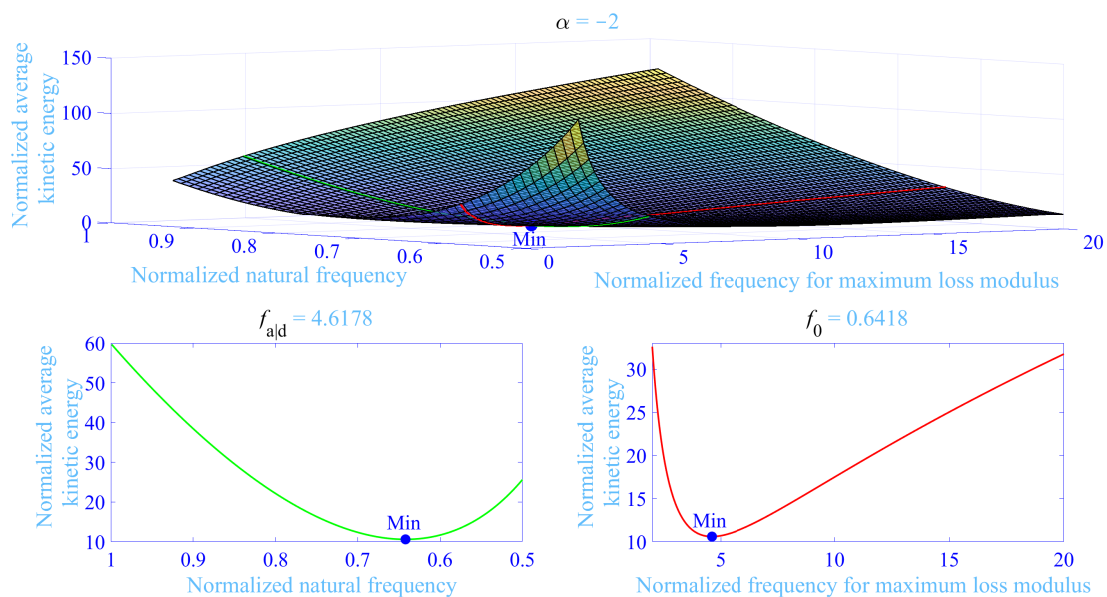 α = −2
Normalized average
kinetic energy
150
100
50
0
1
0.9
0.8
0.7
0.6
0.5
Min
0
5
10
15
20
Normalized natural frequency
Normalized frequency for maximum loss modulus
f_a|d = 4.6178
Normalized average
kinetic energy
60
50
40
30
20
10
Min
1
0.9
0.8
0.7
0.6
0.5
Normalized natural frequency
f_0 = 0.6418
Normalized average
kinetic energy
30
25
20
15
10
Min
5
10
15
20
Normalized frequency for maximum loss modulus